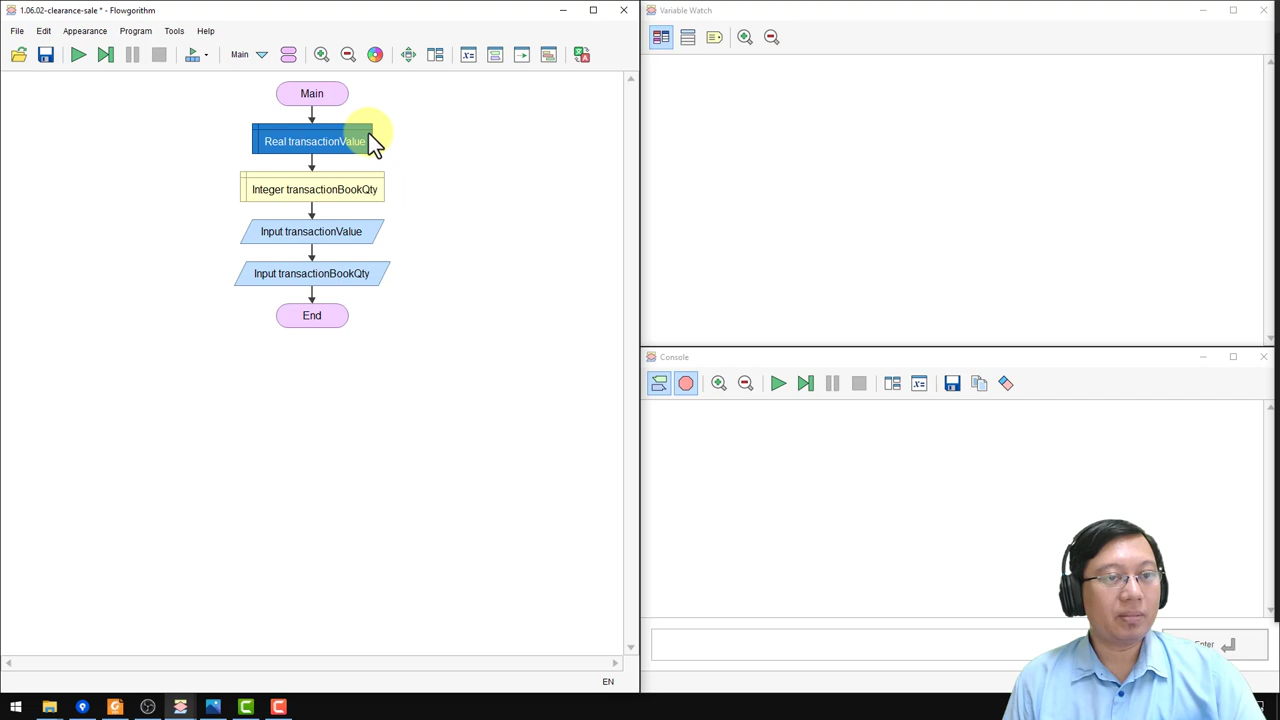 1.06.02-clearance-sale * - Flowgorithm
File Edit Appearance Program Tools Help
Main
Main
Real transactionValue
Integer transactionBookQty
Input transactionValue
Input transactionBookQty
End
EN
Variable Watch
Console
Enter